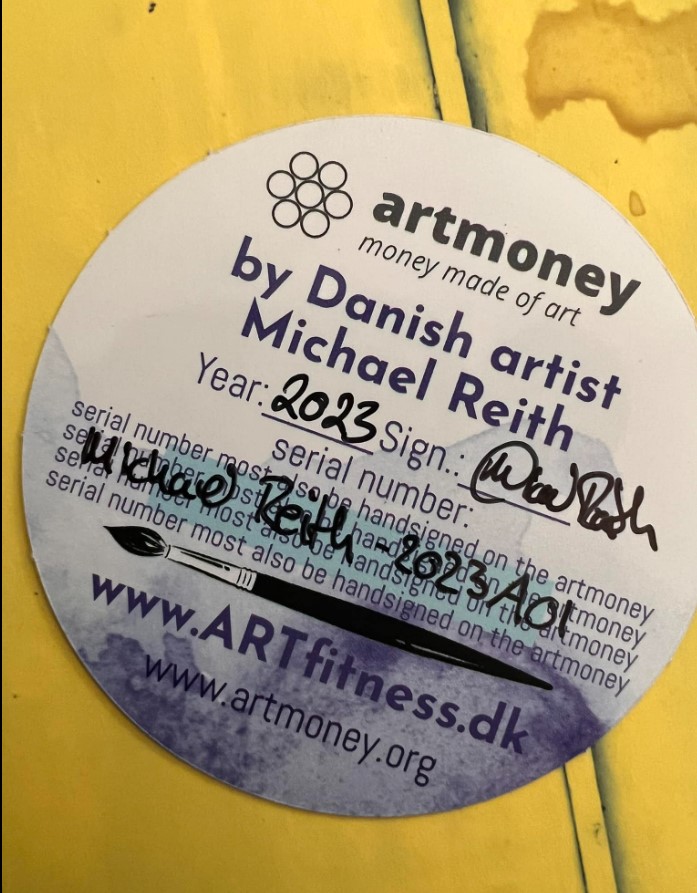 artmoney
money made of art
by Danish artist
Michael Reith
Year: 2023 Sign.:
serial number:
serial number most also be handsigned on the artmoney
serial number most also be handsigned on the artmoney
serial number most also be handsigned on the artmoney
serial number most also be handsigned on the artmoney
Michael Reith - 2023 A01
www.ARTfitness.dk
www.artmoney.org